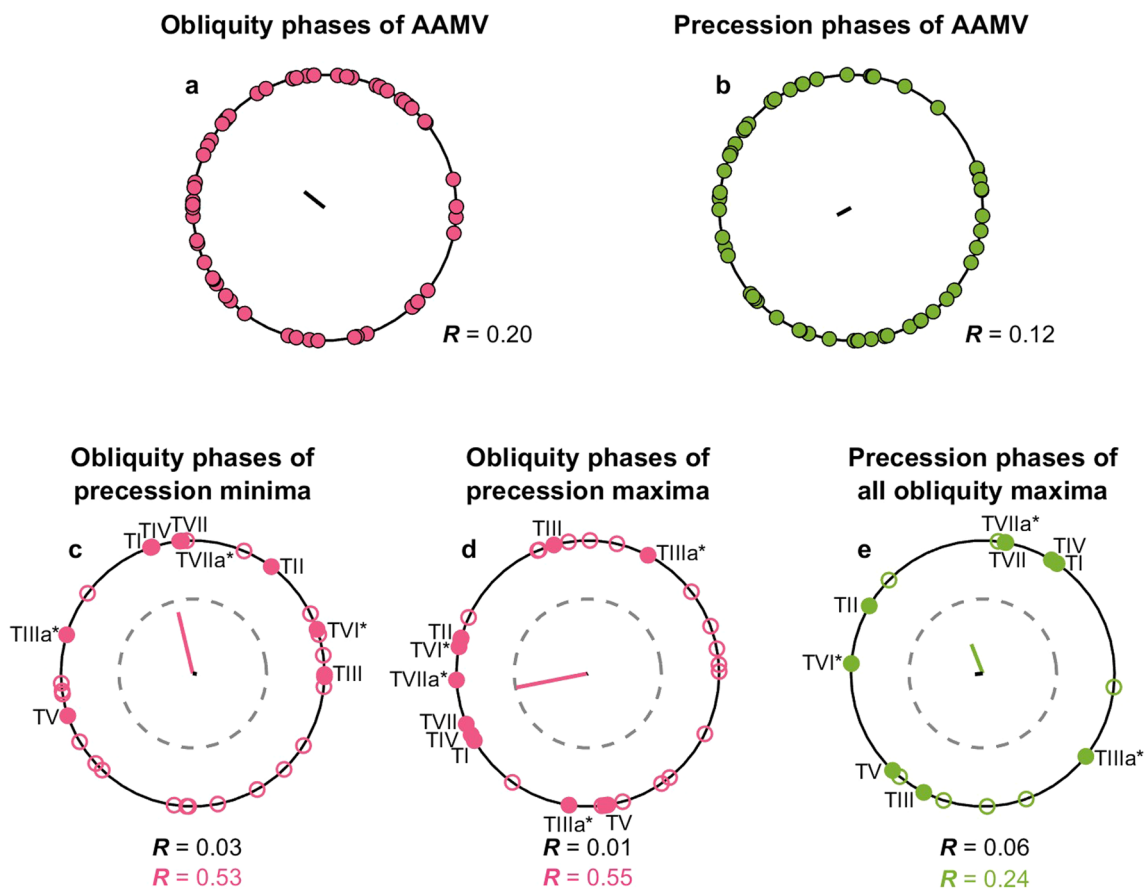 Obliquity phases of AAMV
Precession phases of AAMV
a
b
R = 0.20
R = 0.12
Obliquity phases of
precession minima
Obliquity phases of
precession maxima
Precession phases of
all obliquity maxima
c
TI
TIV
TVII
TVIIa*
TII
TIIIa*
TVI*
TIII
TV
R = 0.03
R = 0.53
d
TIII
TIIIa*
TII
TVI*
TVIIa*
TVII
TIV
TI
TIIIa*
TV
R = 0.01
R = 0.55
e
TVIIa*
TVII
TIV
TI
TII
TVI*
TIIIa*
TV
TIII
R = 0.06
R = 0.24